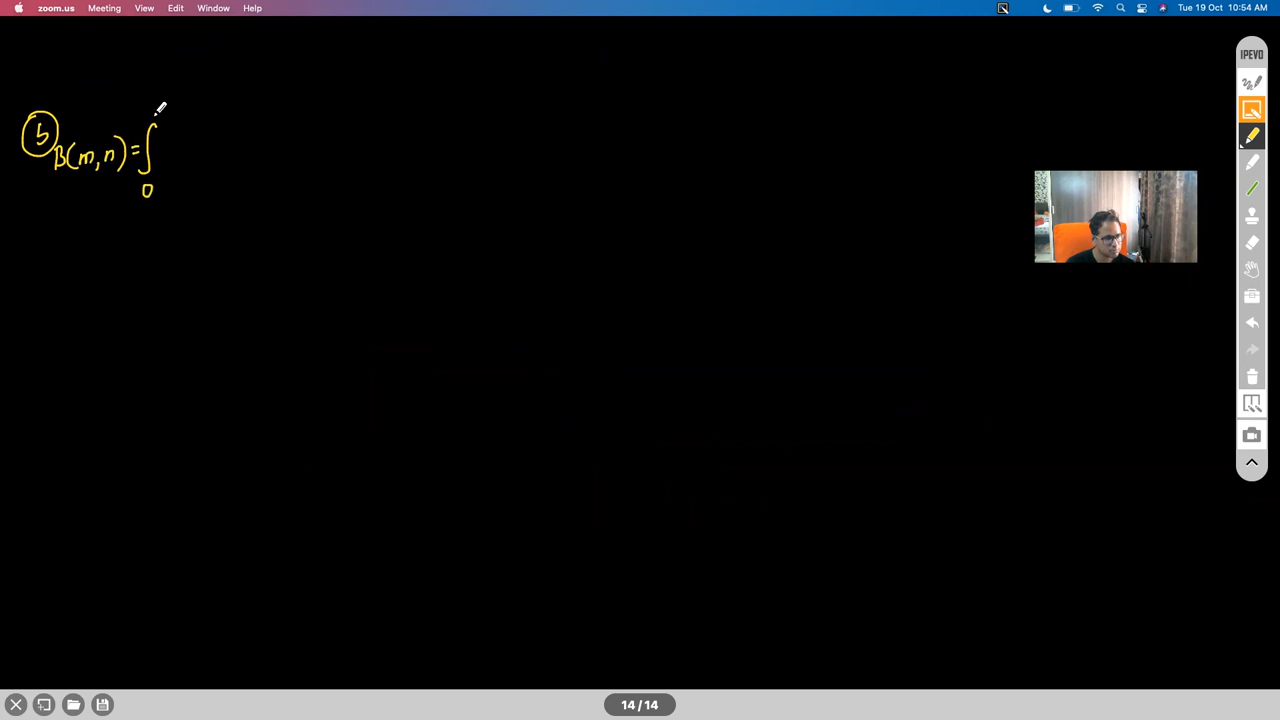 zoom.us Meeting View Edit Window Help Tue 19 Oct 10:54 AM
IPEVO
⑤ β(m,n)=∫
0
14/14